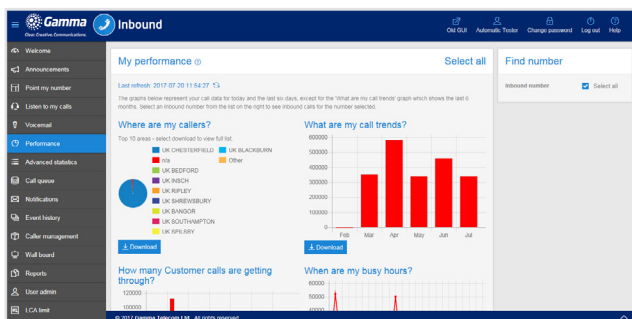 Gamma
Clear, Creative Communications.
Inbound
Old GUI
Automatic Tester
Change password
Log out
Help
Welcome
Announcements
Point my number
Listen to my calls
Voicemail
Performance
Advanced statistics
Call queue
Notifications
Event history
Caller management
Wall board
Reports
User admin
LCA limit
My performance
Select all
Last refresh: 2017-07-20 11:54:27
The graphs below represent your call data for today and the last six days, except for the 'What are my call trends' graph which shows the last 6
months. Select an Inbound number from the list on the right to see inbound calls for the number selected.
Where are my callers?
Top 10 areas - select download to view full list.
UK CHESTERFIELD
UK BLACKBURN
n/a
Other
UK BEDFORD
UK INSCH
UK RIPLEY
UK SHREWSBURY
UK BANGOR
UK SOUTHAMPTON
UK SPILSBY
Download
What are my call trends?
600000
500000
400000
300000
200000
100000
0
Feb Mar Apr May Jun Jul
Download
How many Customer calls are getting
through?
120000
100000
When are my busy hours?
60000
50000
40000
Find number
Inbound number
Select all
© 2017 Gamma Telecom Ltd. All rights reserved